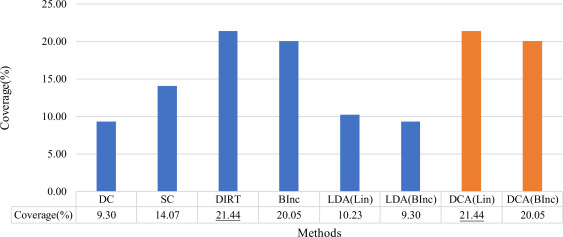 25.00
20.00
15.00
10.00
5.00
0.00
Coverage(%)
DC SC DIRT BInc LDA(Lin) LDA(BInc) DCA(Lin) DCA(BInc)
Coverage(%) 9.30 14.07 21.44 20.05 10.23 9.30 21.44 20.05
Methods